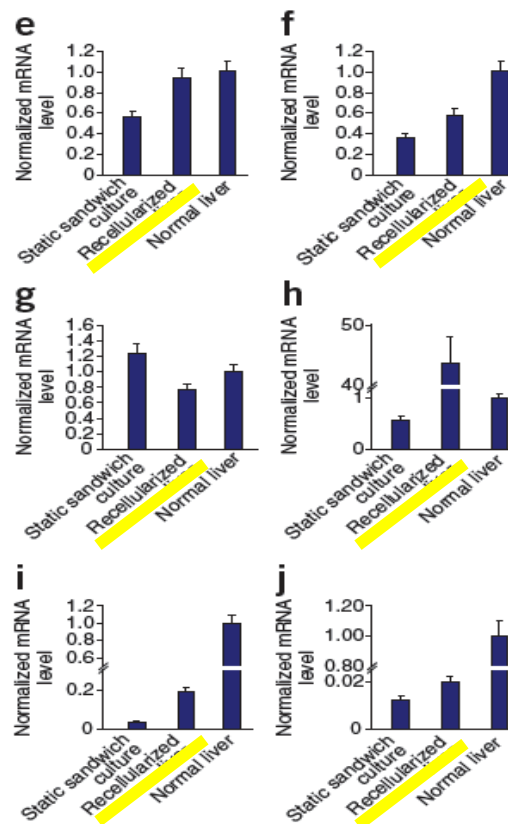 e
Normalized mRNA
level
1.2
1.0
0.8
0.6
0.4
0.2
0
Static sandwich
culture
Recellularized
Normal liver
f
Normalized mRNA
level
1.2
1.0
0.8
0.6
0.4
0.2
0
Static sandwich
culture
Recellularized
Normal liver
g
Normalized mRNA
level
1.6
1.4
1.2
1.0
0.8
0.6
0.4
0.2
0
Static sandwich
culture
Recellularized
Normal liver
h
Normalized mRNA
level
50
40
1
0
Static sandwich
culture
Recellularized
Normal liver
i
Normalized mRNA
level
1.2
1.0
0.8
0.6
0.2
0
Static sandwich
culture
Recellularized
Normal liver
j
Normalized mRNA
level
1.20
1.00
0.80
0.02
0
Static sandwich
culture
Recellularized
Normal liver